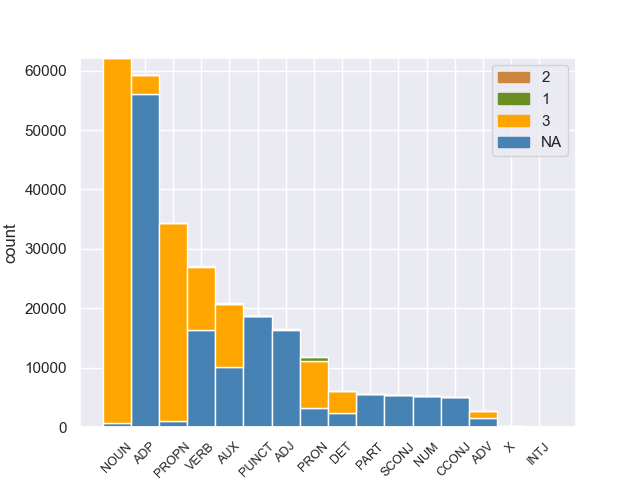 60000
50000
40000
30000
20000
10000
0
count
2
1
3
NA
NOUN
ADP
PROPN
VERB
AUX
PUNCT
ADJ
PRON
DET
PART
SCONJ
NUM
CCONJ
ADV
X
INTJ